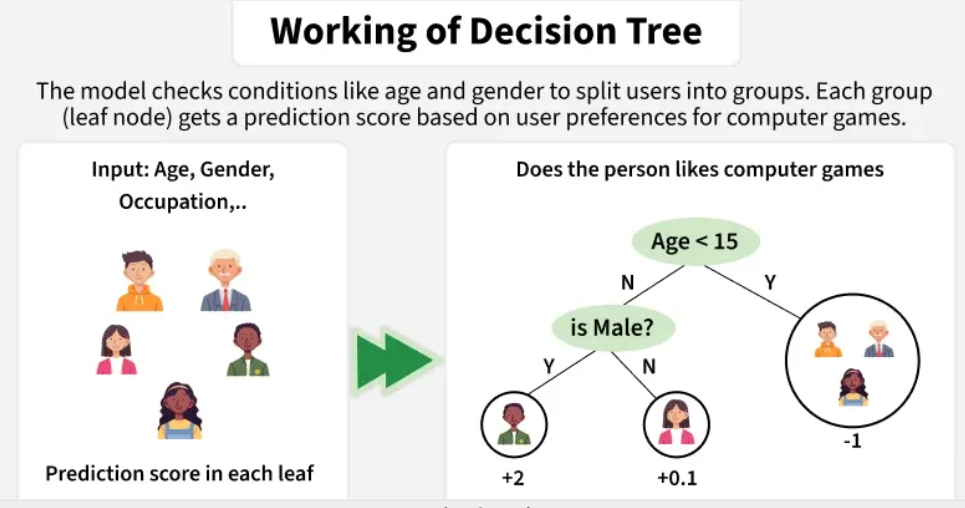 Working of Decision Tree
The model checks conditions like age and gender to split users into groups. Each group
(leaf node) gets a prediction score based on user preferences for computer games.
Input: Age, Gender,
Occupation,..
Prediction score in each leaf
Does the person likes computer games
Age < 15
N
Y
is Male?
Y
N
+2
+0.1
-1